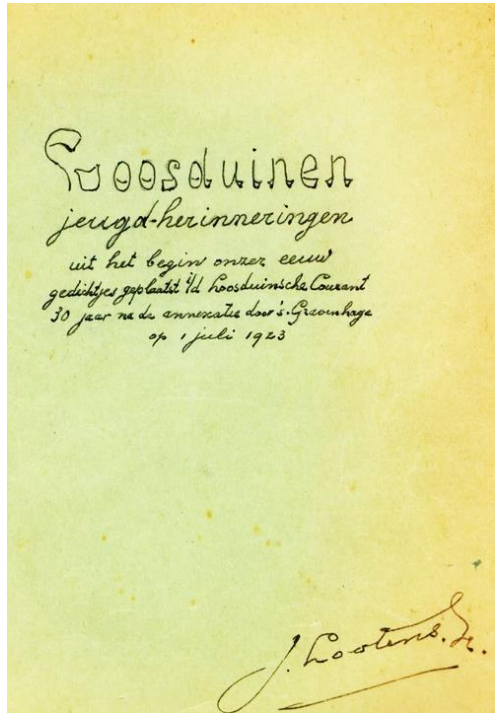 Loosduinen
jeugd-herinneringen
uit het begin onzer eeuw
gedichtjes geplaatst i/d Loosduinsche Courant
30 jaar na de annexatie door 's-Gravenhage
op 1 juli 1923
J. Lootens. Jr.